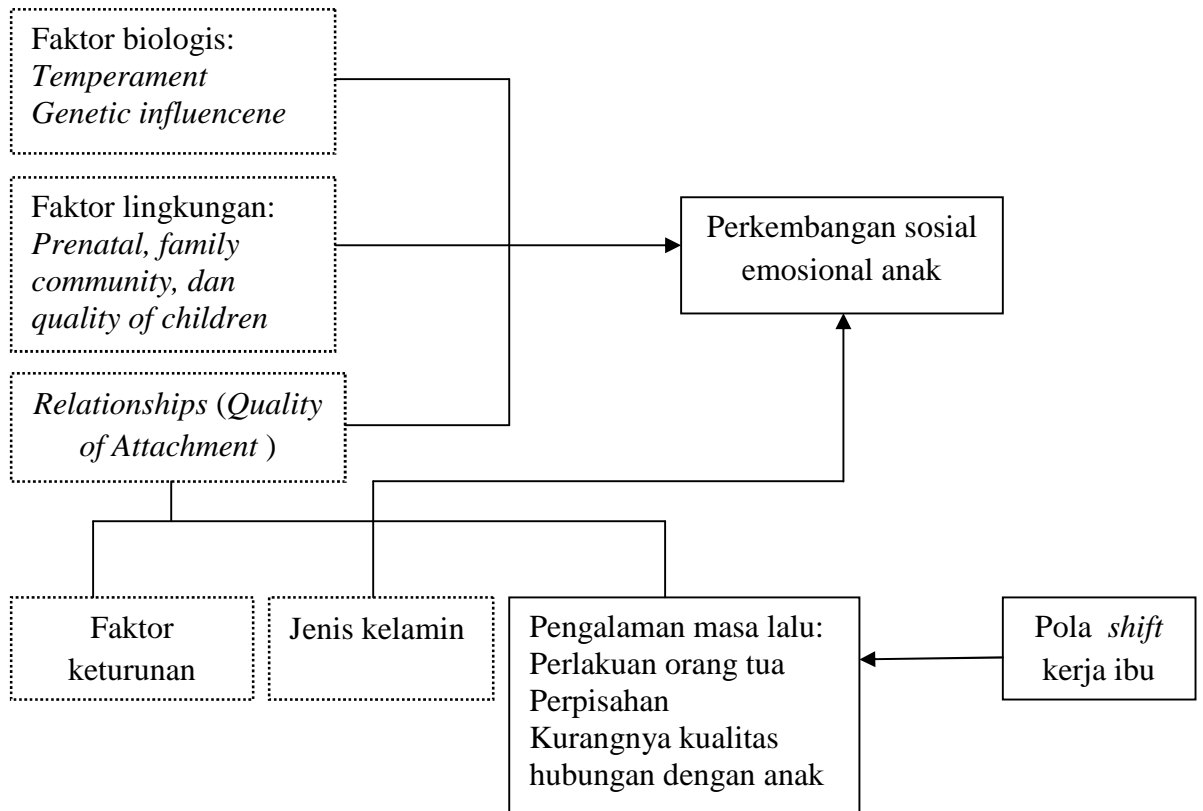 Faktor biologis:
Temperament
Genetic influencene
Faktor lingkungan:
Prenatal, family
community, dan
quality of children
Perkembangan sosial
emosional anak
Relationships (Quality
of Attachment )
Faktor
keturunan
Jenis kelamin
Pengalaman masa lalu:
Perlakuan orang tua
Perpisahan
Kurangnya kualitas
hubungan dengan anak
Pola shift
kerja ibu